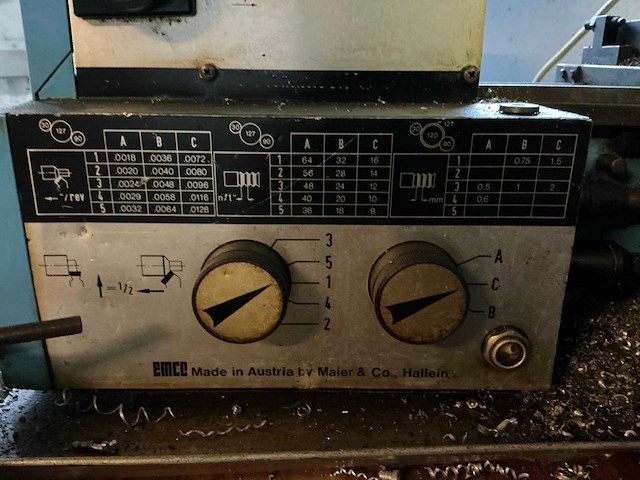 30 127 90
30 127 90
30 120 127 90
A B C
1 .0018 .0036 .0072
2 .0020 .0040 .0080
3 .0024 .0048 .0096
4 .0029 .0058 .0116
5 .0032 .0064 .0128
"/rev
A B C
1 64 32 16
2 56 28 14
3 48 24 12
4 40 20 10
5 36 18 9
n/1"
A B C
1 0.75 1.5
2
3 0.5 1 2
4 0.6
5
mm
=1/2
3
5
1
4
2
A
C
B
emco Made in Austria by Maier & Co., Hallein